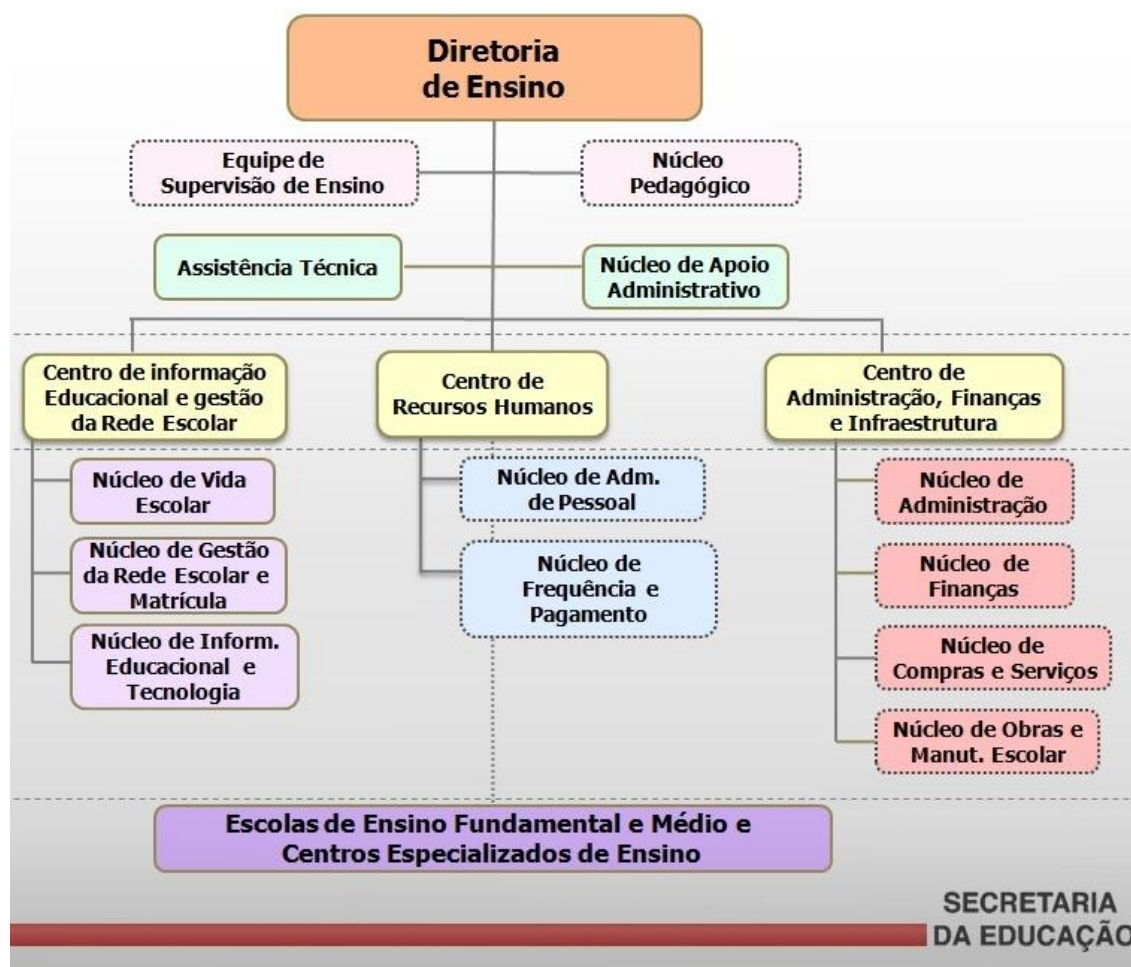 Diretoria
de Ensino
Equipe de
Supervisão de Ensino
Núcleo
Pedagógico
Assistência Técnica
Núcleo de Apoio
Administrativo
Centro de informação
Educacional e gestão
da Rede Escolar
Centro de
Recursos Humanos
Centro de
Administração, Finanças
e Infraestrutura
Núcleo de Vida
Escolar
Núcleo de Gestão
da Rede Escolar e
Matrícula
Núcleo de Inform.
Educacional e
Tecnologia
Núcleo de Adm.
de Pessoal
Núcleo de
Frequência e
Pagamento
Núcleo de
Administração
Núcleo de
Finanças
Núcleo de
Compras e Serviços
Núcleo de Obras e
Manut. Escolar
Escolas de Ensino Fundamental e Médio e
Centros Especializados de Ensino
SECRETARIA
DA EDUCAÇÃO